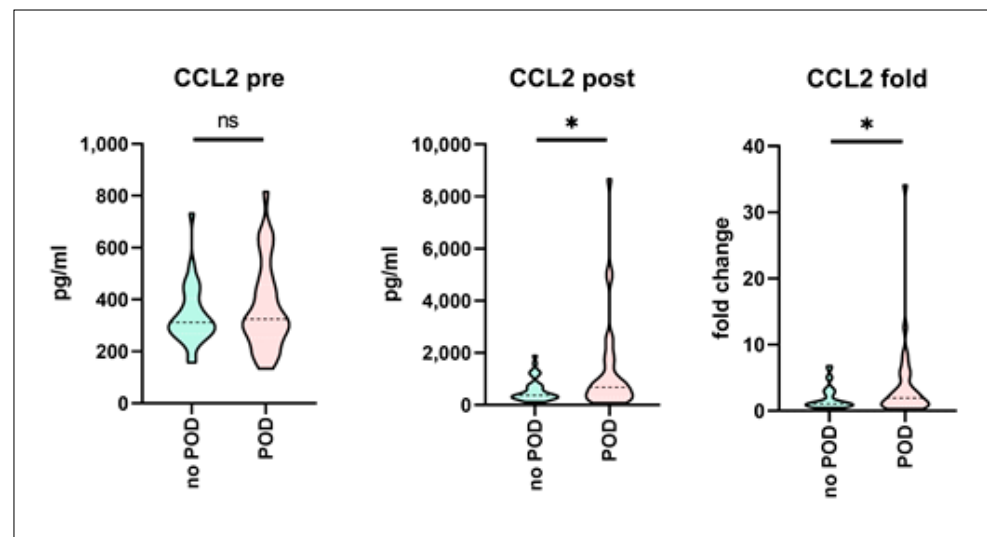 CCL2 pre
ns
1,000
800
600
400
200
0
pg/ml
no POD
POD
CCL2 post
*
10,000
8,000
6,000
4,000
2,000
0
pg/ml
no POD
POD
CCL2 fold
*
40
30
20
10
0
fold change
no POD
POD